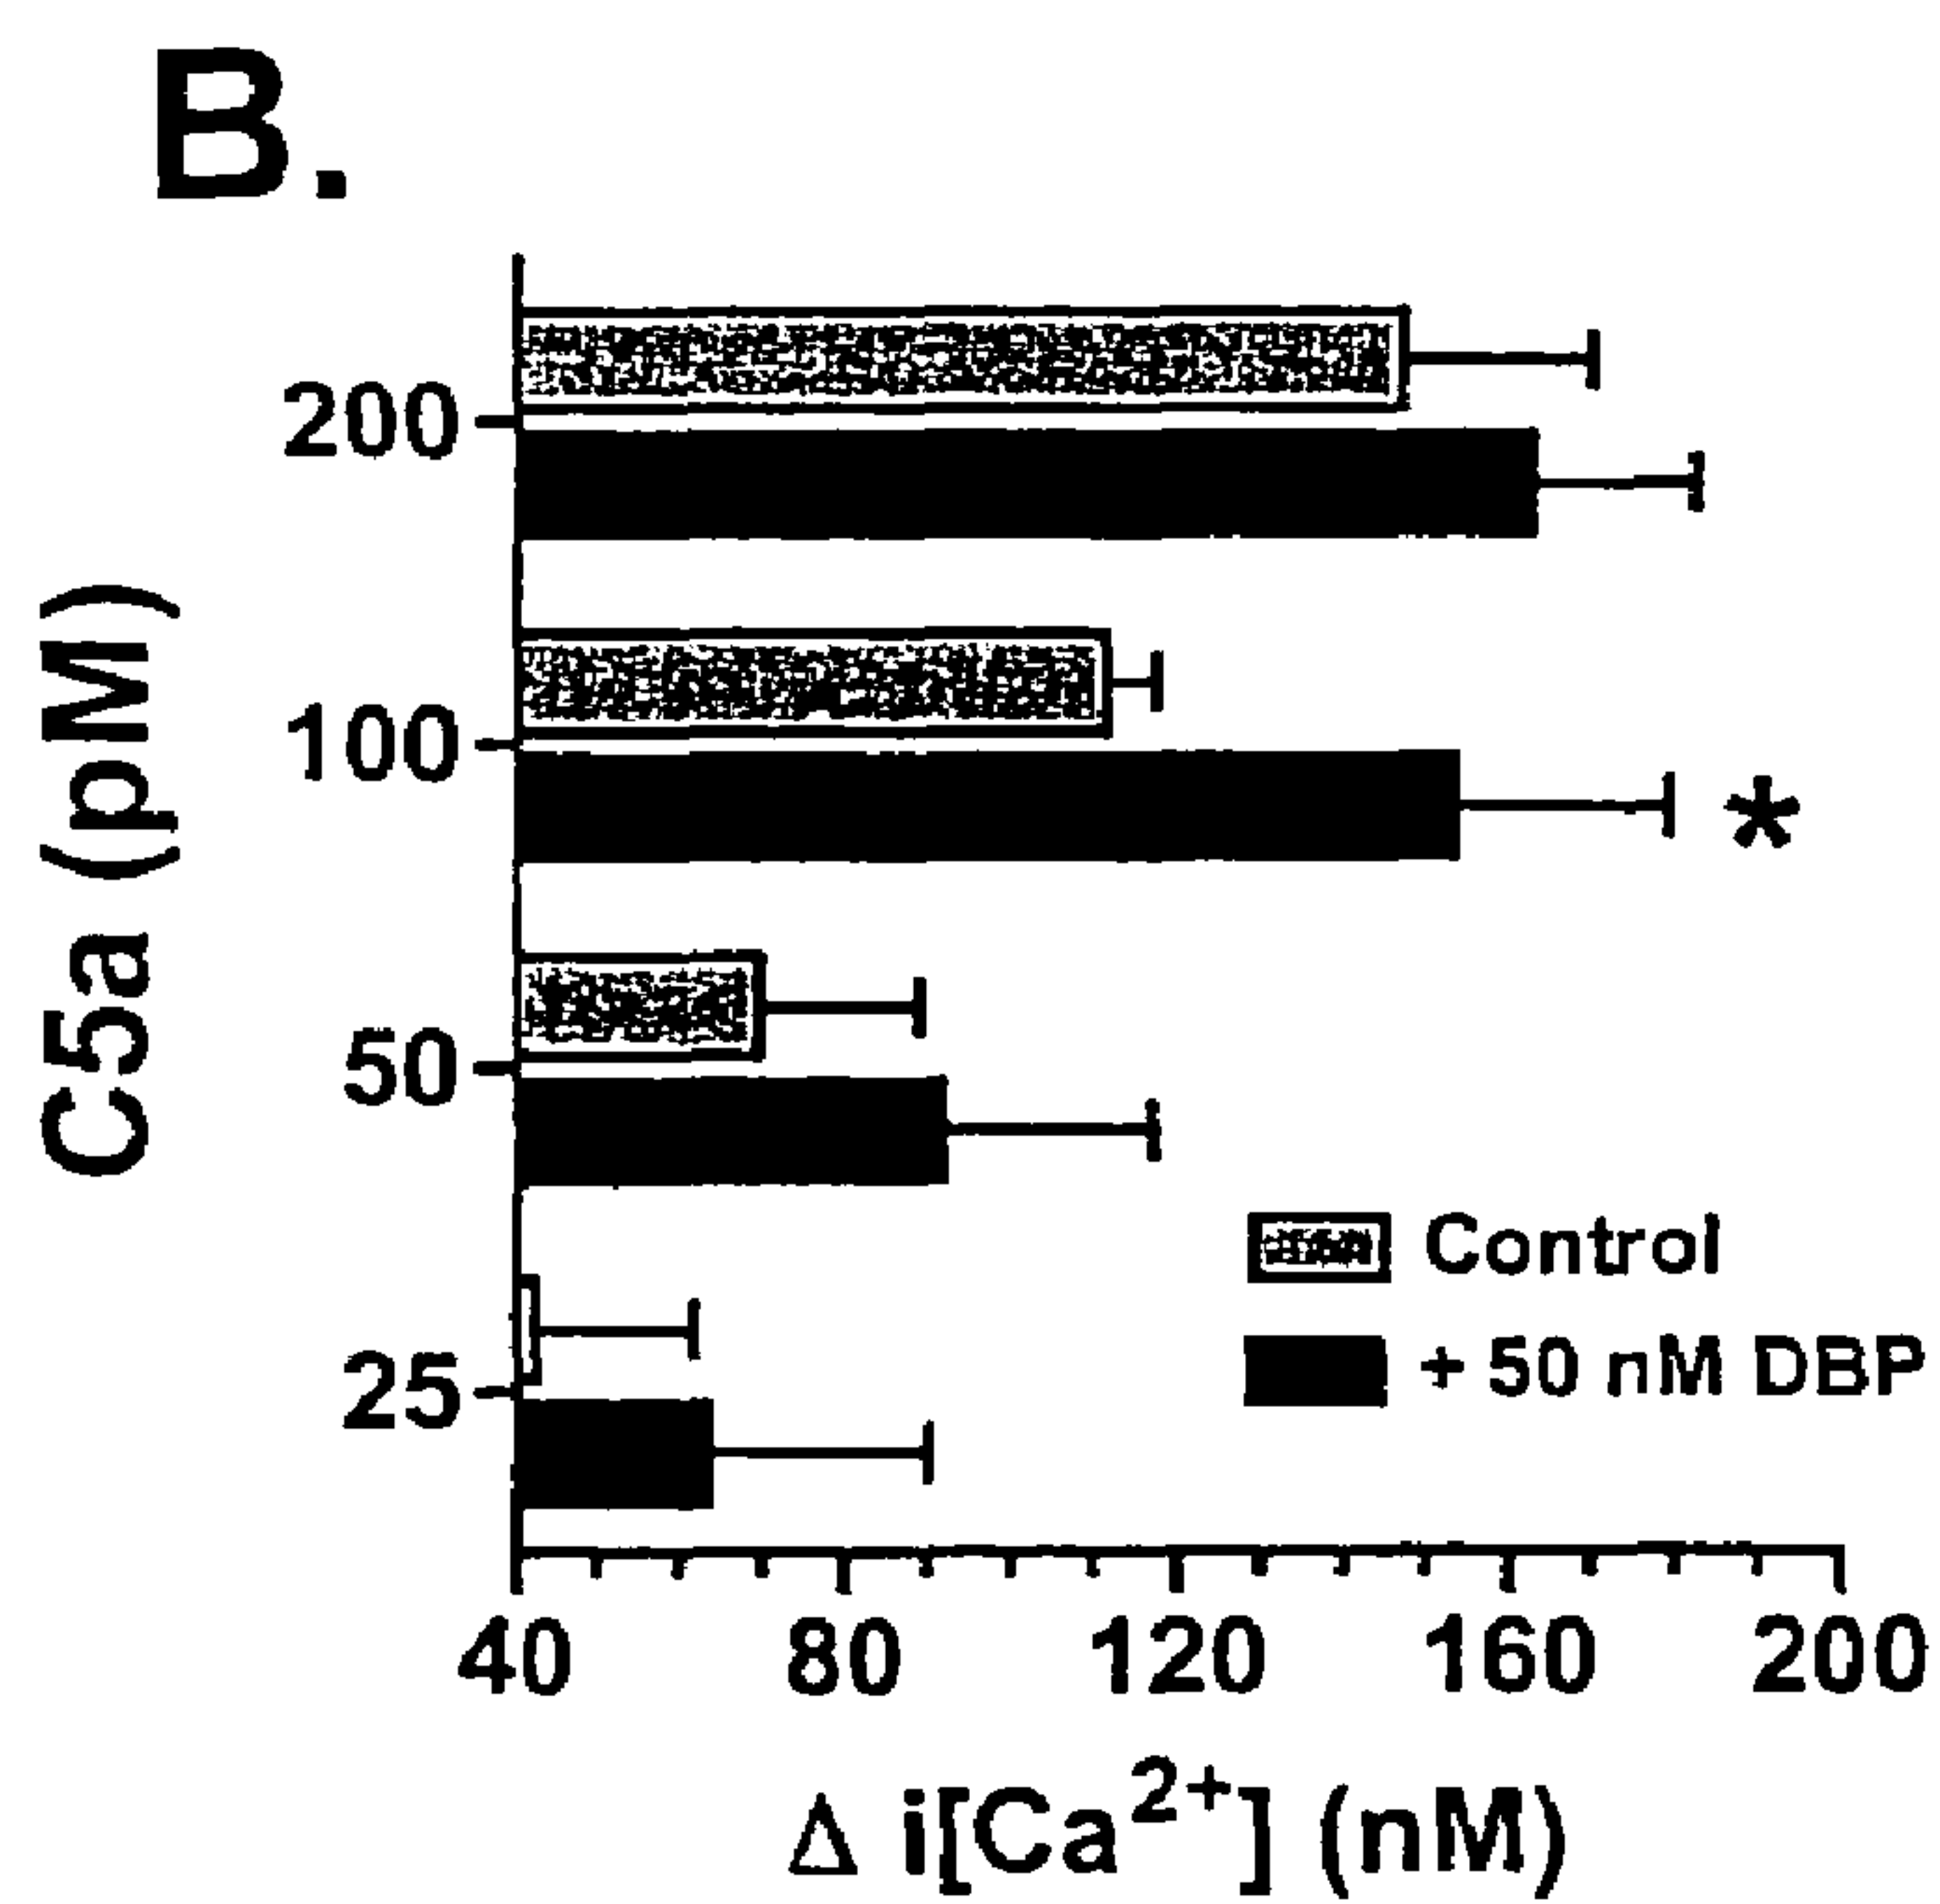 B.
C5a (pM)
200
100
*
50
25
Control
+ 50 nM DBP
40 80 120 160 200
Δ i[Ca²⁺] (nM)